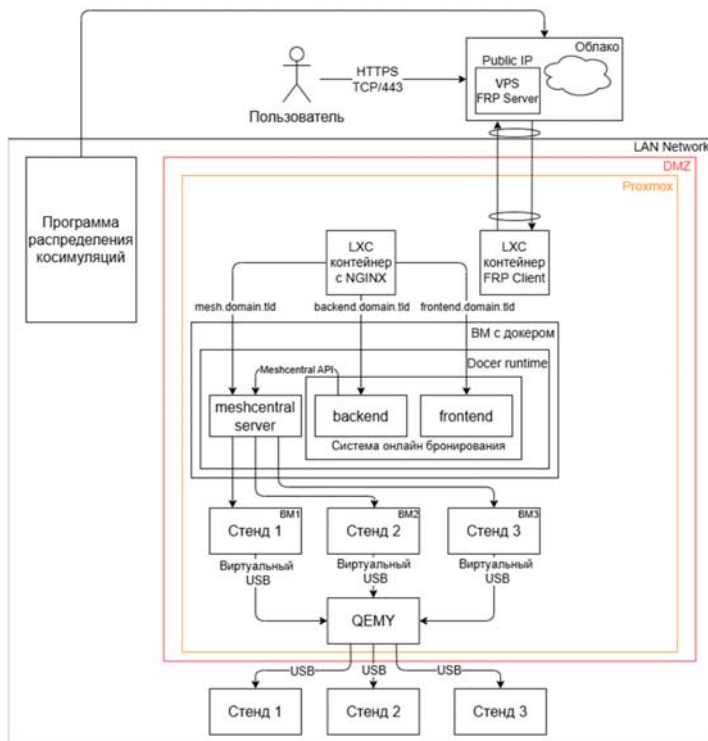 Облако
Public IP
VPS
FRP Server
HTTPS
TCP/443
Пользователь
LAN Network
DMZ
Proxmox
Программа
распределения
косимуляций
LXC
контейнер
с NGINX
LXC
контейнер
FRP Client
mesh.domain.tld
backend.domain.tld
frontend.domain.tld
ВМ с докером
Docer runtime
Meshcentral API
meshcentral
server
backend
frontend
Система онлайн бронирования
ВМ1
Стенд 1
ВМ2
Стенд 2
ВМ3
Стенд 3
Виртуальный
USB
Виртуальный
USB
Виртуальный
USB
QEMY
USB
USB
USB
Стенд 1
Стенд 2
Стенд 3